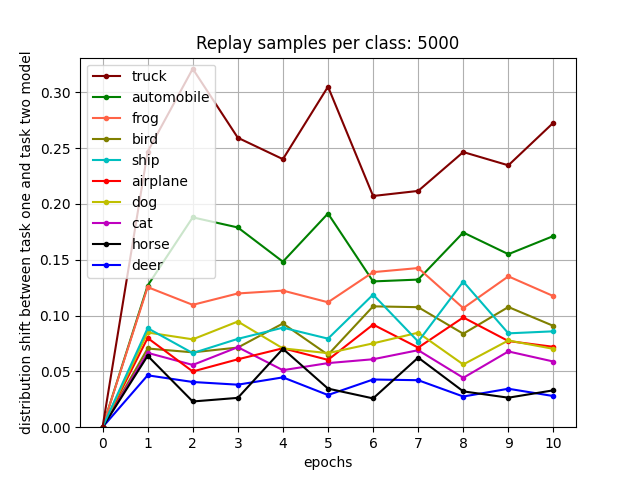 Replay samples per class: 5000
distribution shift between task one and task two model
0.30
0.25
0.20
0.15
0.10
0.05
0.00
truck
automobile
frog
bird
ship
airplane
dog
cat
horse
deer
0 1 2 3 4 5 6 7 8 9 10
epochs